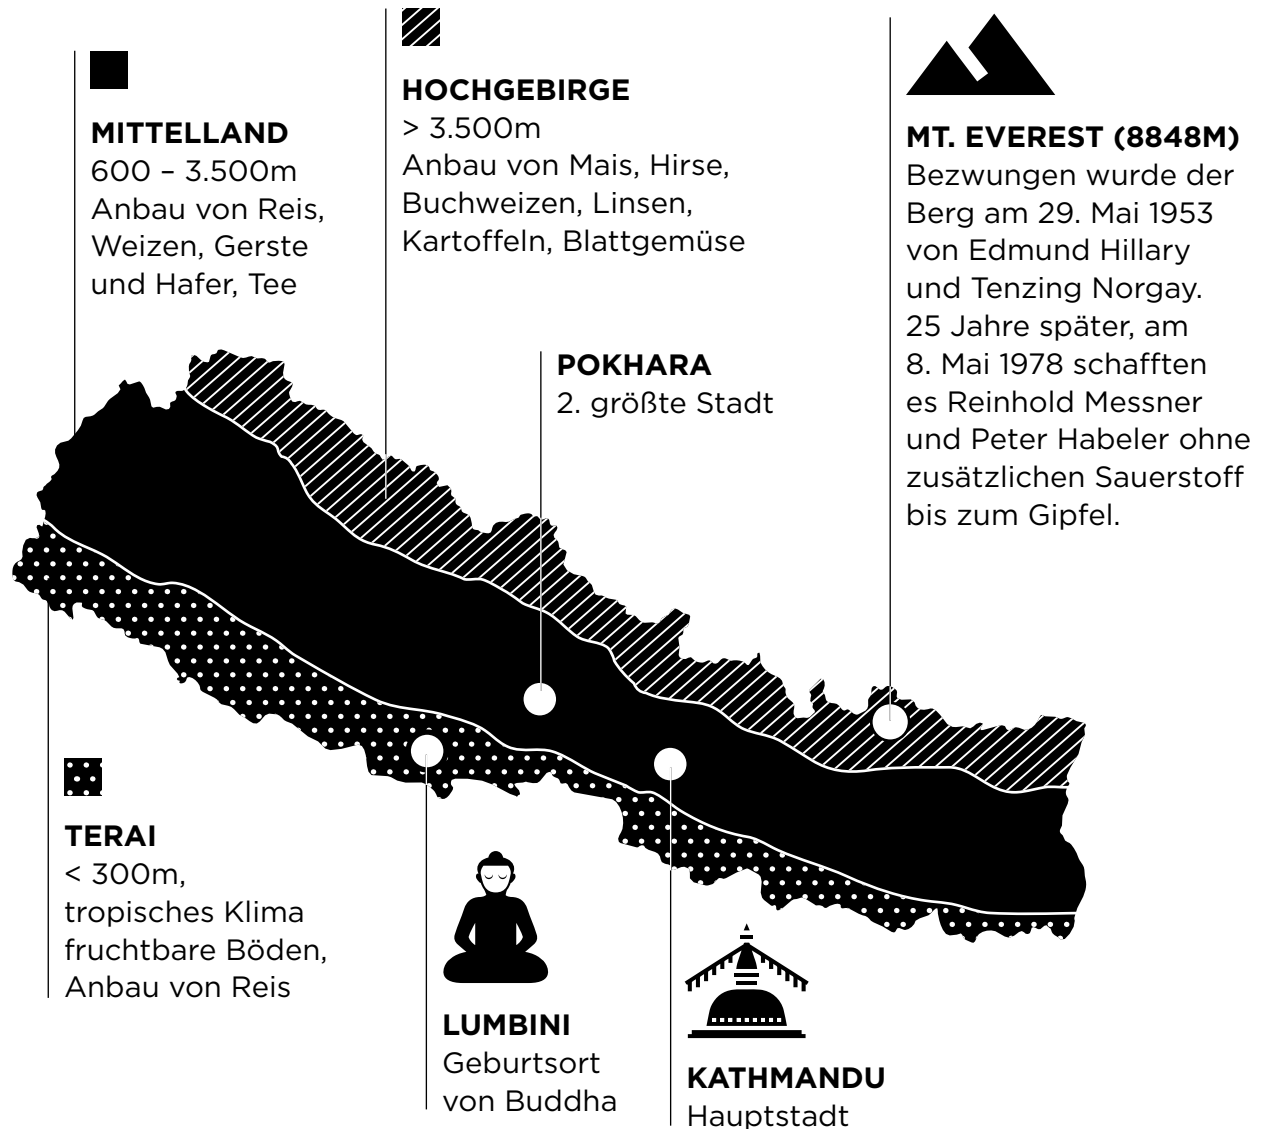 MITTELLAND
600 – 3.500m
Anbau von Reis,
Weizen, Gerste
und Hafer, Tee
HOCHGEBIRGE
> 3.500m
Anbau von Mais, Hirse,
Buchweizen, Linsen,
Kartoffeln, Blattgemüse
MT. EVEREST (8848M)
Bezwungen wurde der
Berg am 29. Mai 1953
von Edmund Hillary
und Tenzing Norgay.
25 Jahre später, am
8. Mai 1978 schafften
es Reinhold Messner
und Peter Habeler ohne
zusätzlichen Sauerstoff
bis zum Gipfel.
POKHARA
2. größte Stadt
TERAI
< 300m,
tropisches Klima
fruchtbare Böden,
Anbau von Reis
LUMBINI
Geburtsort
von Buddha
KATHMANDU
Hauptstadt